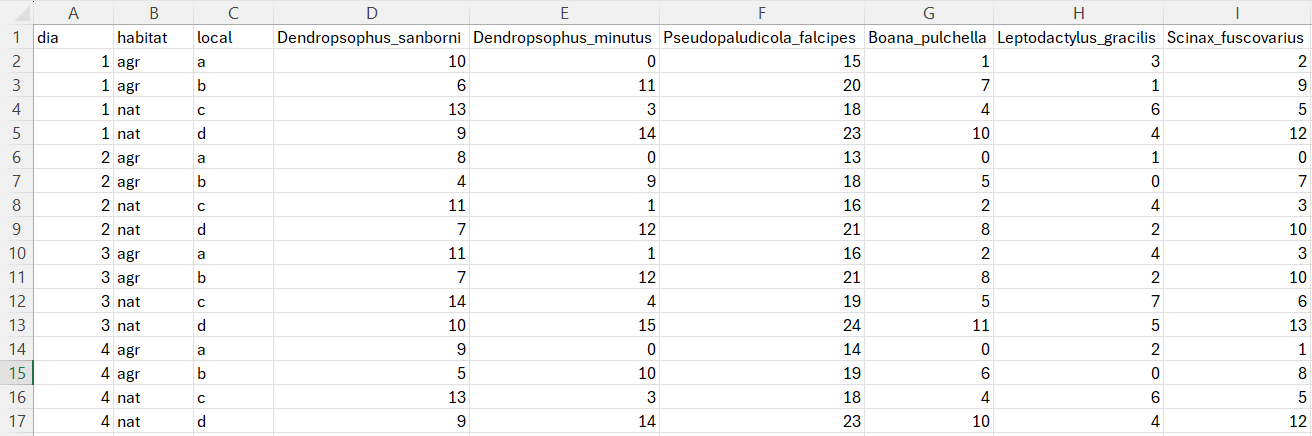 A B C D E F G H I
1 dia habitat local Dendropsophus_sanborni Dendropsophus_minutus Pseudopaludicola_falcipes Boana_pulchella Leptodactylus_gracilis Scinax_fuscovarius
2 1 agr a 10 0 15 1 3 2
3 1 agr b 6 11 20 7 1 9
4 1 nat c 13 3 18 4 6 5
5 1 nat d 9 14 23 10 4 12
6 2 agr a 8 0 13 0 1 0
7 2 agr b 4 9 18 5 0 7
8 2 nat c 11 1 16 2 4 3
9 2 nat d 7 12 21 8 2 10
10 3 agr a 11 1 16 2 4 3
11 3 agr b 7 12 21 8 2 10
12 3 nat c 14 4 19 5 7 6
13 3 nat d 10 15 24 11 5 13
14 4 agr a 9 0 14 0 2 1
15 4 agr b 5 10 19 6 0 8
16 4 nat c 13 3 18 4 6 5
17 4 nat d 9 14 23 10 4 12